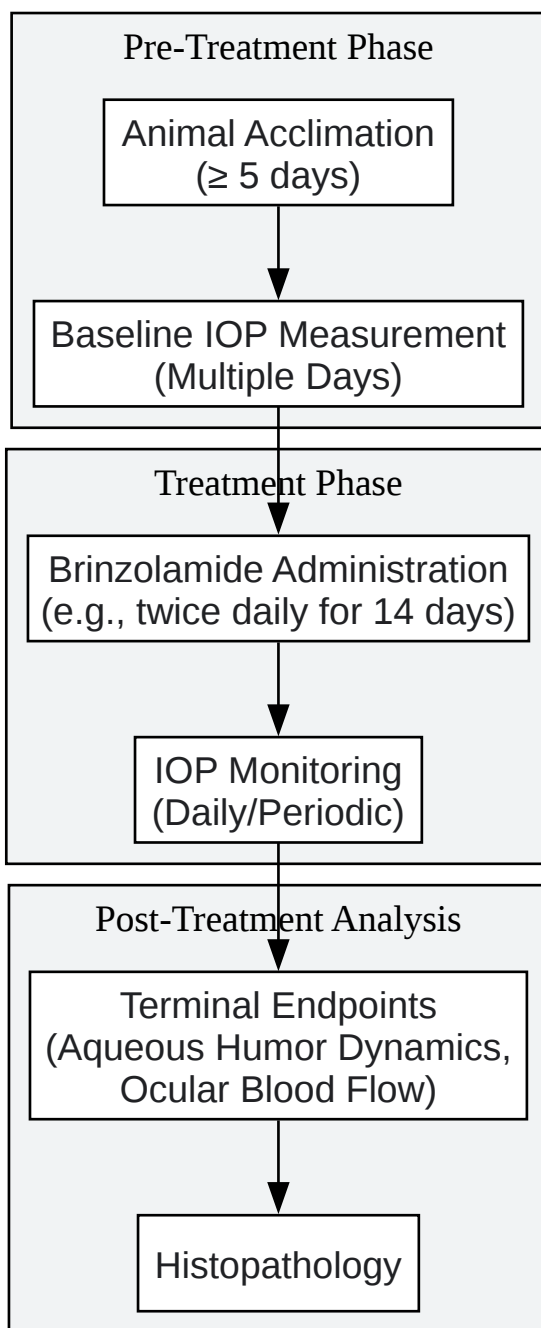 Pre-Treatment Phase
Animal Acclimation
(≥ 5 days)
Baseline IOP Measurement
(Multiple Days)
Treatment Phase
Brinzolamide Administration
(e.g., twice daily for 14 days)
IOP Monitoring
(Daily/Periodic)
Post-Treatment Analysis
Terminal Endpoints
(Aqueous Humor Dynamics,
Ocular Blood Flow)
Histopathology